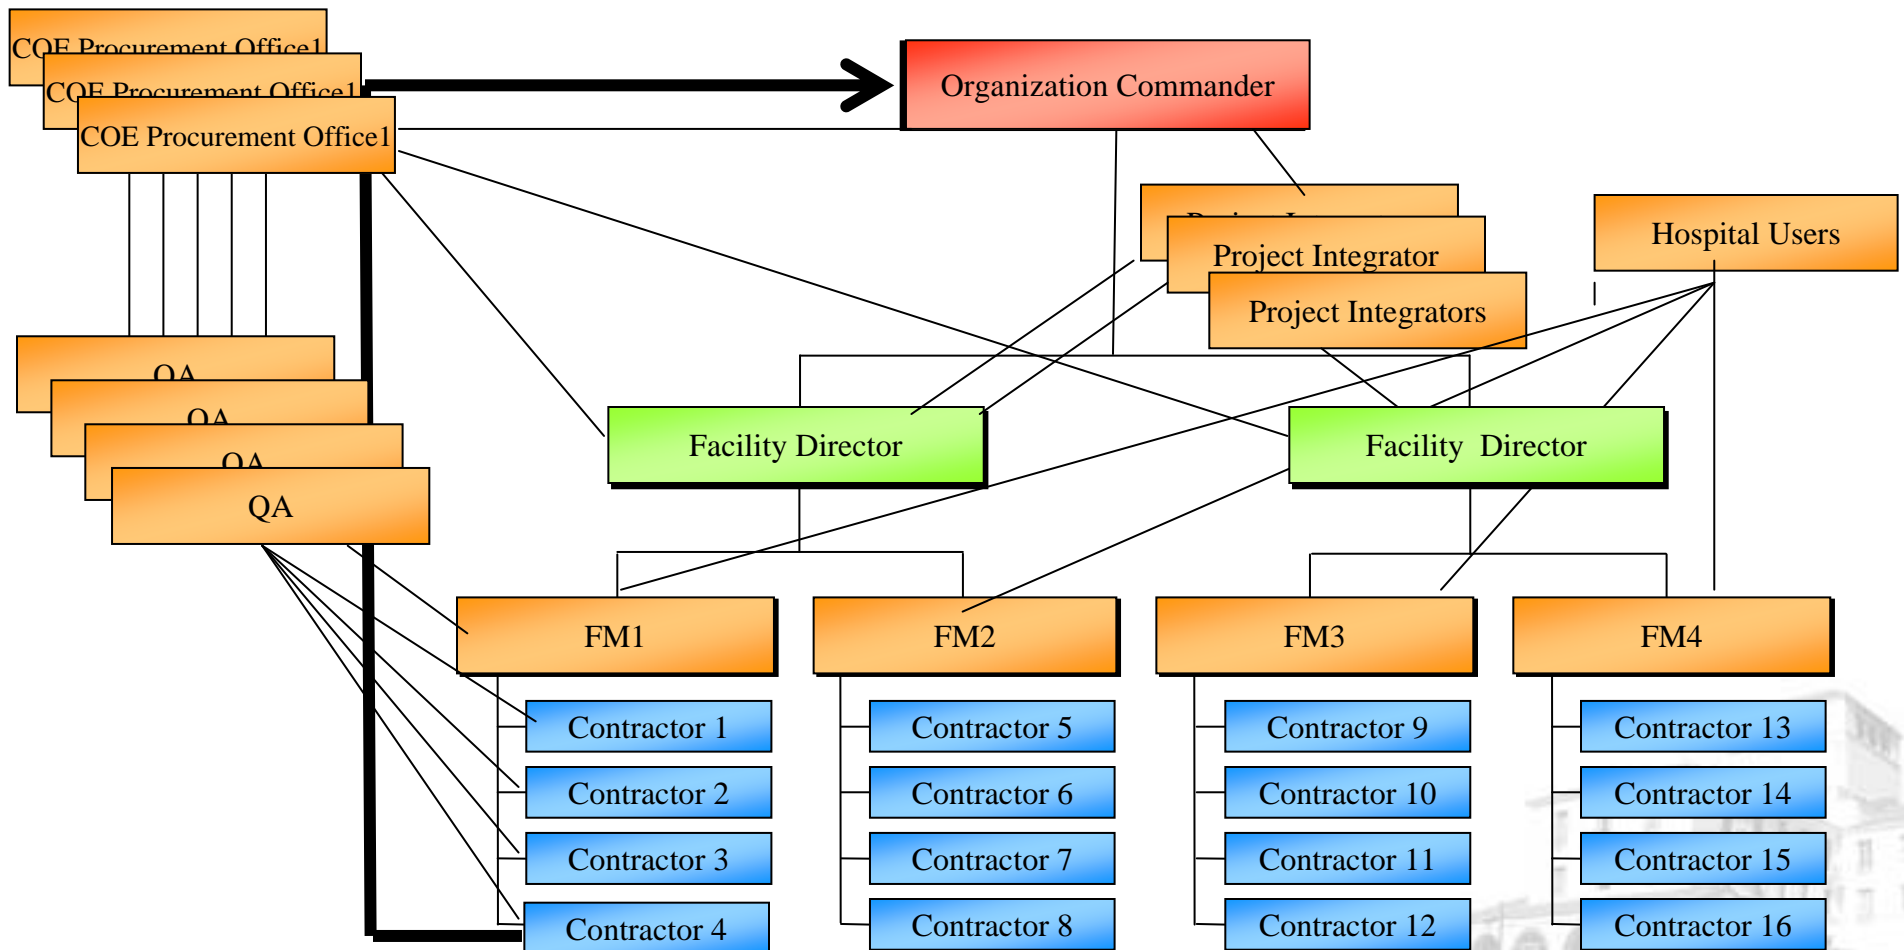 COE Procurement Office1
COE Procurement Office1
COE Procurement Office1
Organization Commander
Project Integrator
Project Integrators
Hospital Users
QA
QA
QA
QA
Facility Director
Facility  Director
FM1
FM2
FM3
FM4
Contractor 1
Contractor 5
Contractor 9
Contractor 13
Contractor 2
Contractor 6
Contractor 10
Contractor 14
Contractor 3
Contractor 7
Contractor 11
Contractor 15
Contractor 4
Contractor 8
Contractor 12
Contractor 16